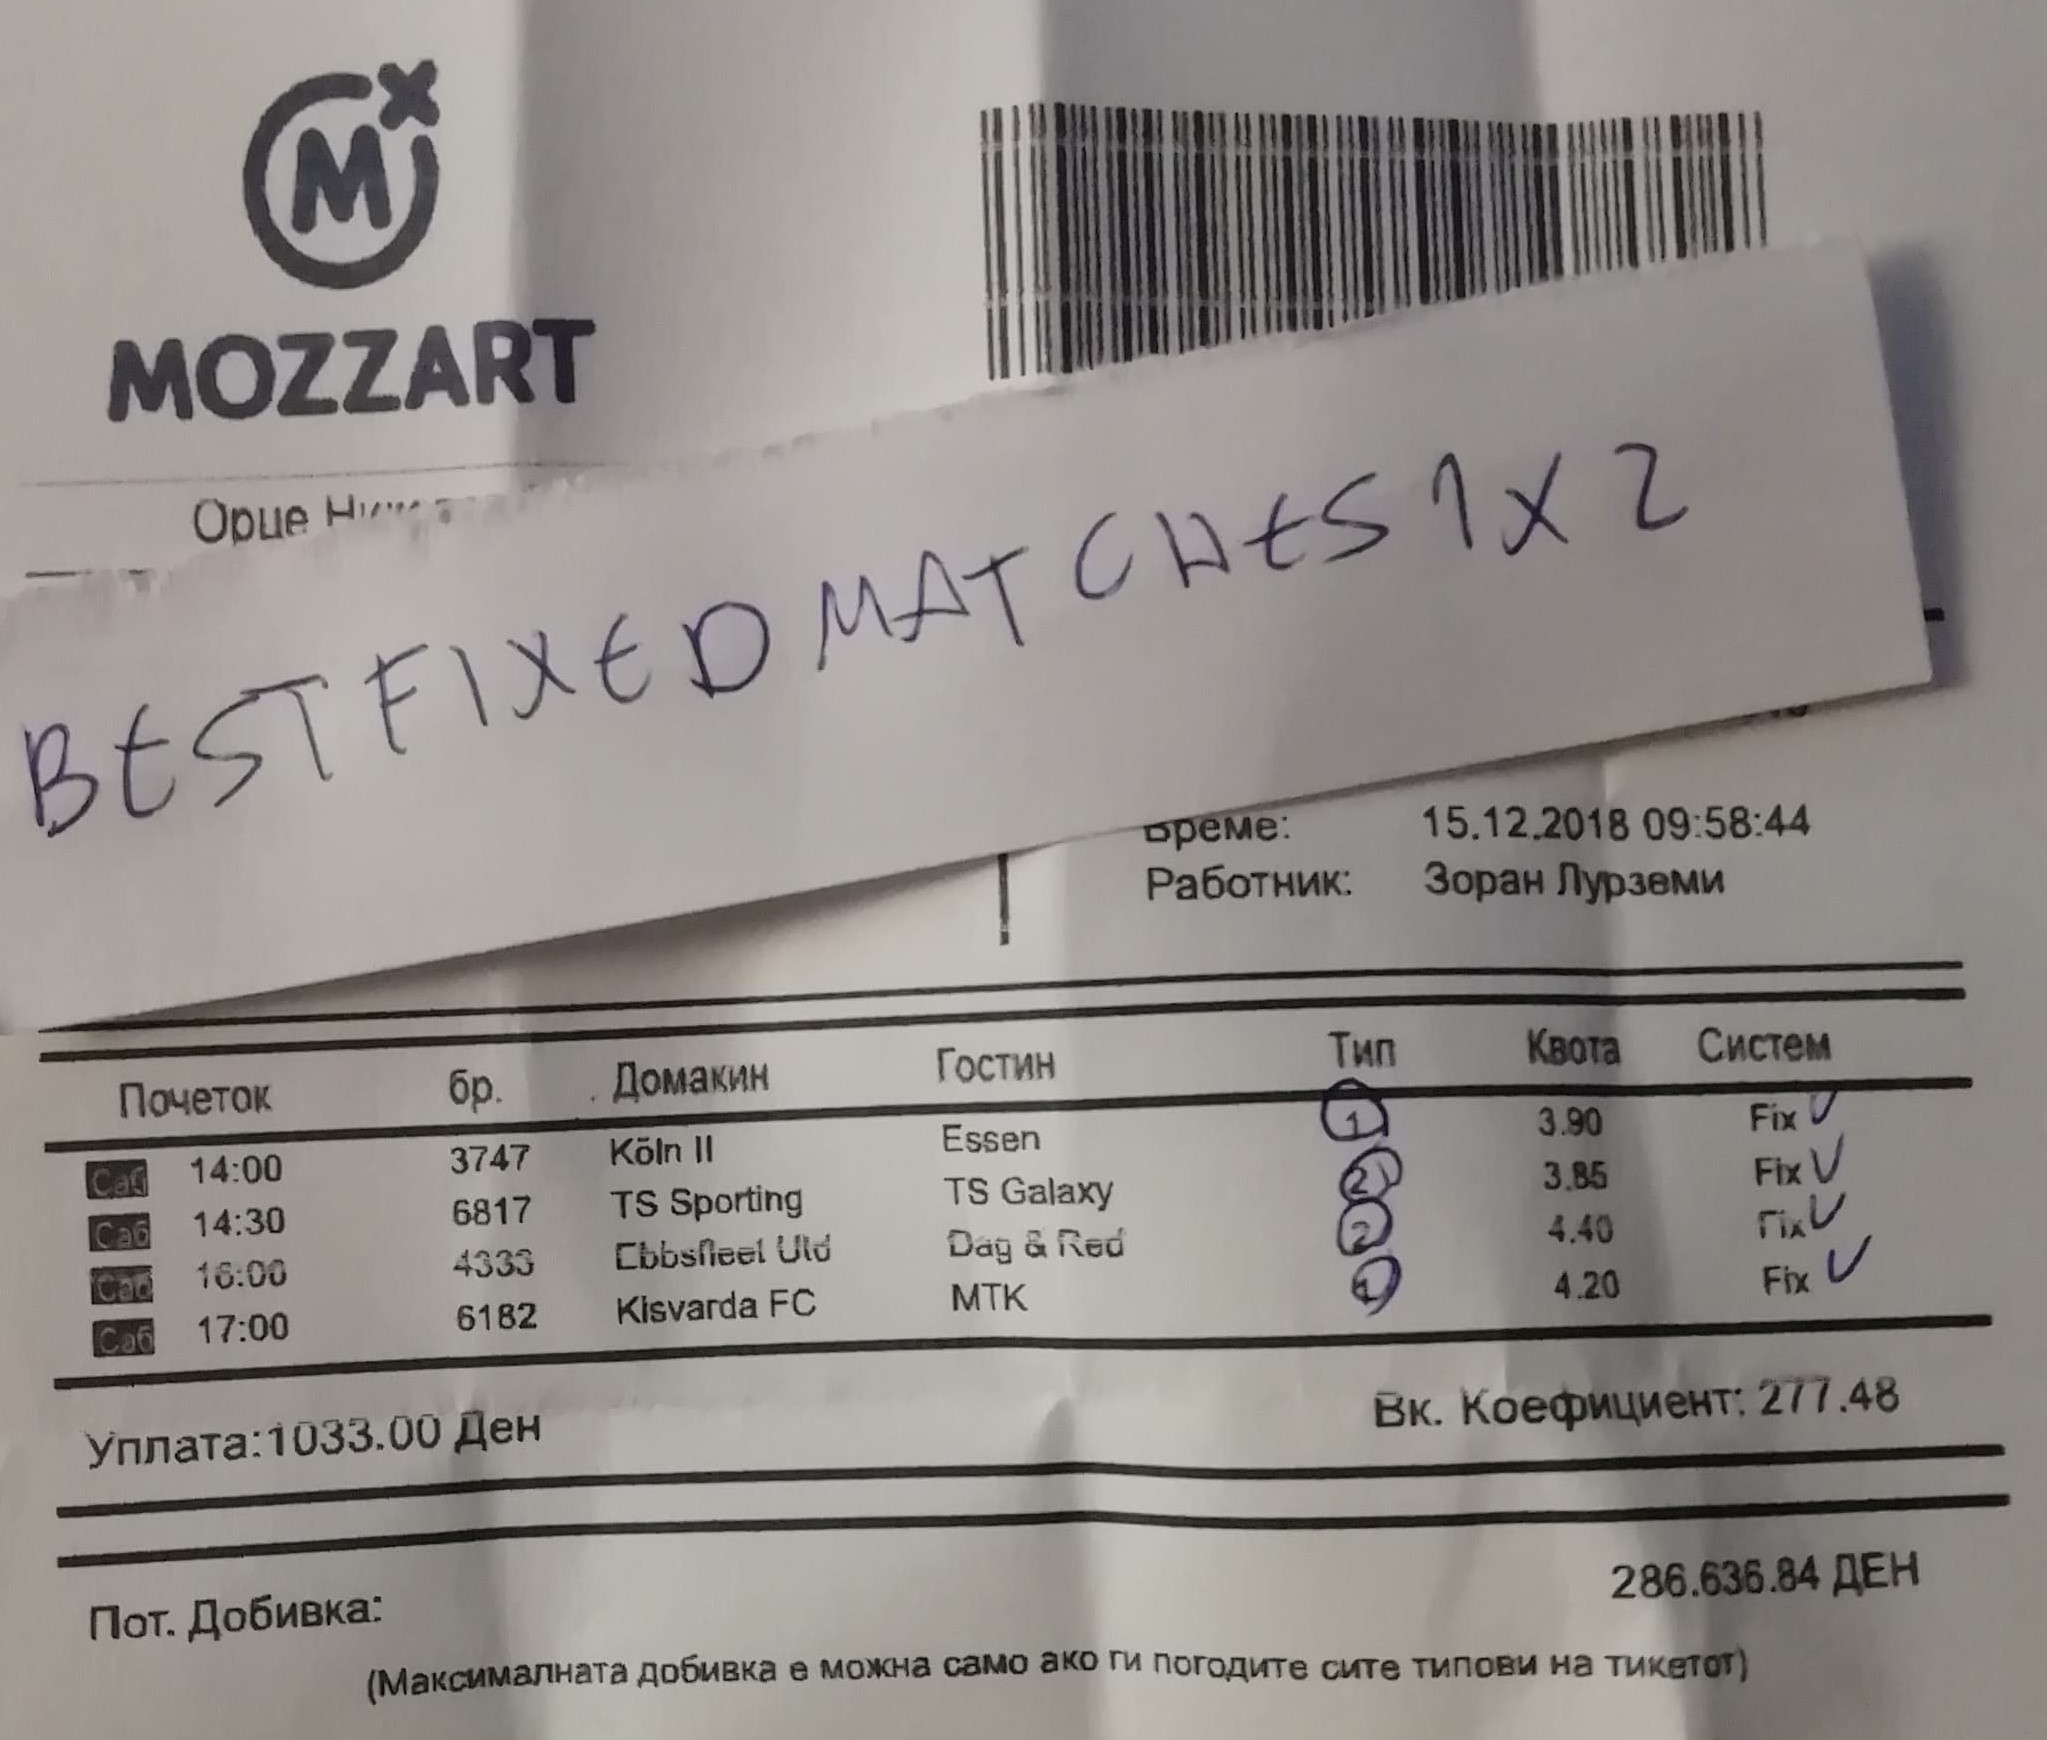 MOZZART
Орце
BESTFIXEDMATCHES1X2
Време: 15.12.2018 09:58:44
Работник: Зоран Лурземи
Почеток бр. Домакин Гостин Тип Квота Систем
Саб 14:00 3747 Köln II Essen 1 3.90 Fix
Саб 14:30 6817 TS Sporting TS Galaxy 2 3.85 Fix
Саб 16:00 4333 Ebbsfleet Utd Dag & Red 2 4.40 Fix
Саб 17:00 6182 Kisvarda FC MTK 1 4.20 Fix
Уплата:1033.00 Ден Вк. Коефициент: 277.48
Пот. Добивка: 286.636.84 ДЕН
(Максималната добивка е можна само ако ги погодите сите типови на тикетот)